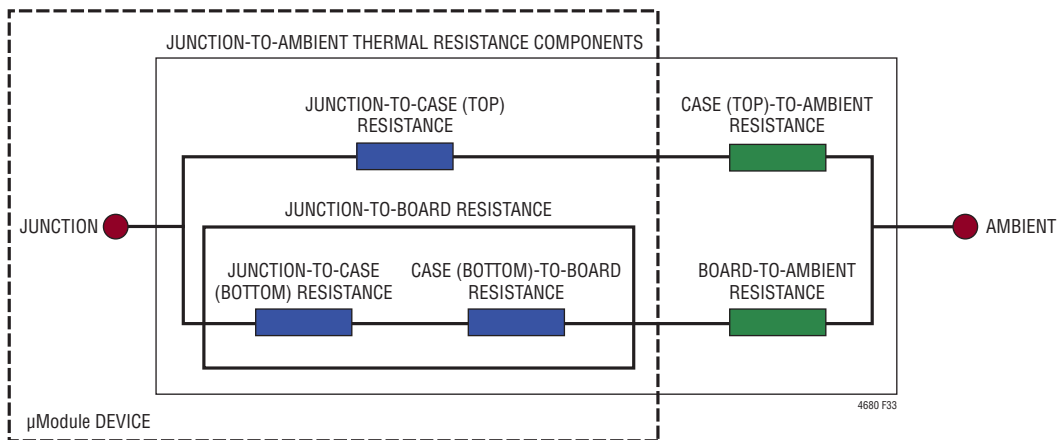 JUNCTION-TO-AMBIENT THERMAL RESISTANCE COMPONENTS
JUNCTION-TO-CASE (TOP)
RESISTANCE
CASE (TOP)-TO-AMBIENT
RESISTANCE
JUNCTION
JUNCTION-TO-BOARD RESISTANCE
AMBIENT
JUNCTION-TO-CASE
(BOTTOM) RESISTANCE
CASE (BOTTOM)-TO-BOARD
RESISTANCE
BOARD-TO-AMBIENT
RESISTANCE
4680 F33
µModule DEVICE